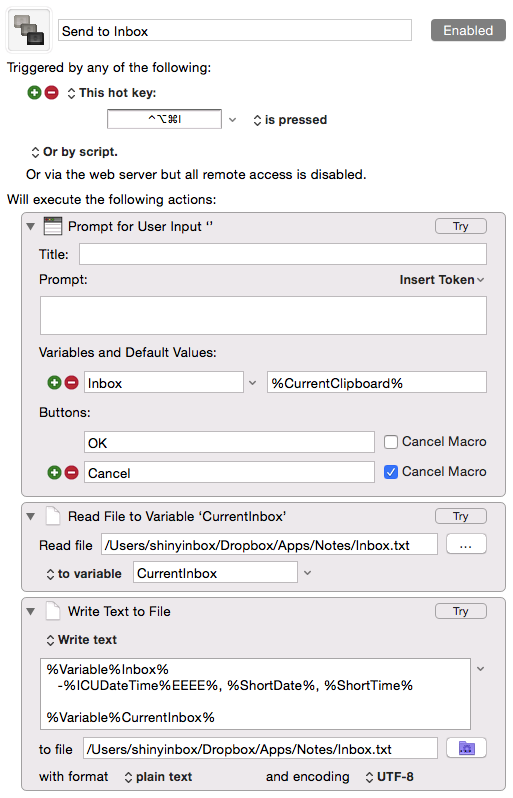 Send to Inbox
Enabled
Triggered by any of the following:
This hot key:
^⌥⌘I
is pressed
Or by script.
Or via the web server but all remote access is disabled.
Will execute the following actions:
Prompt for User Input ‘’
Try
Title:
Prompt:
Insert Token
Variables and Default Values:
Inbox
%CurrentClipboard%
Buttons:
OK
Cancel Macro
Cancel
Cancel Macro
Read File to Variable ‘CurrentInbox’
Try
Read file
/Users/shinyinbox/Dropbox/Apps/Notes/Inbox.txt
...
to variable
CurrentInbox
Write Text to File
Try
Write text
%Variable%Inbox%
-%ICUDateTime%EEEE%, %ShortDate%, %ShortTime%
%Variable%CurrentInbox%
to file
/Users/shinyinbox/Dropbox/Apps/Notes/Inbox.txt
with format
plain text
and encoding
UTF-8